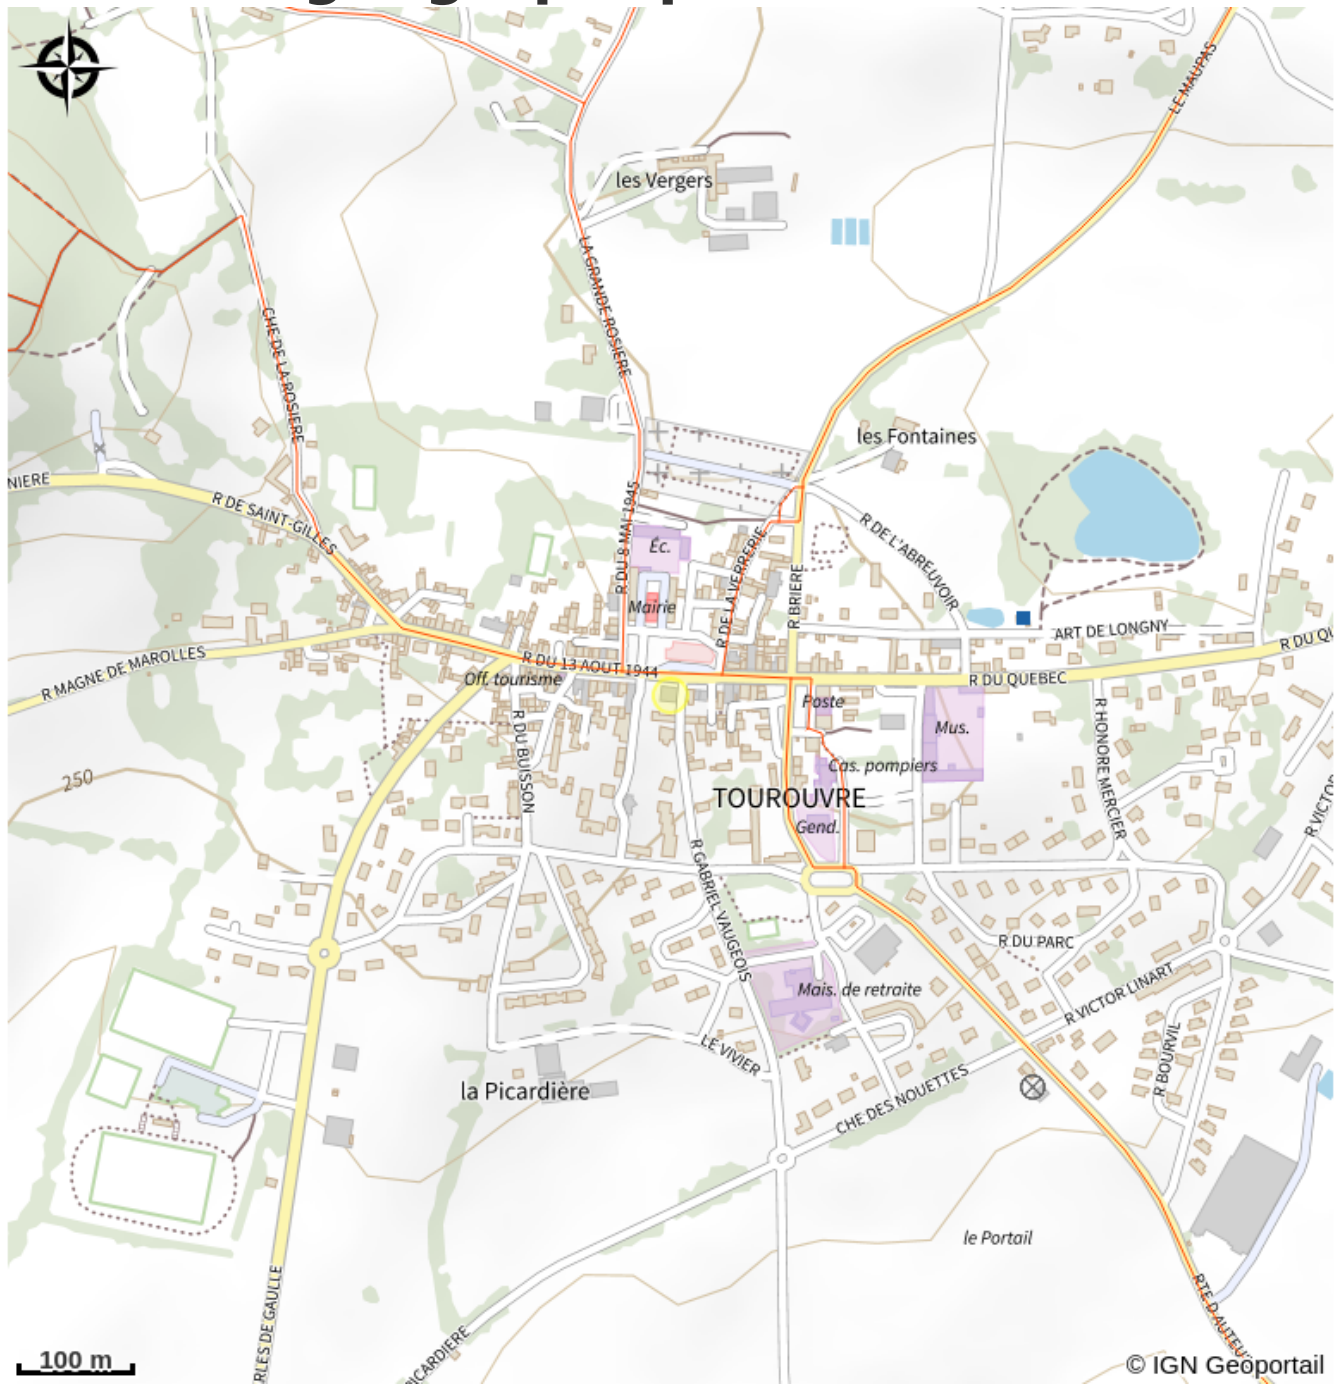 LE MAUPAS
les Vergers
LA GRANDE ROSIERE
CHE DE LA ROSIERE
les Fontaines
NIERE
R DE SAINT-GILLES
R DU 8 MAI 1945
Éc.
R DE LA VERRERIE
R DE L'ABREUVOIR
Mairie
R BRIERE
ART DE LONGNY
R DU QU
R MAGNE DE MAROLLES
R DU 13 AOUT 1944
Off. tourisme
R DU QUEBEC
Poste
Mus.
R DU BUISSON
R HONORE MERCIER
250
Cas. pompiers
TOUROUVRE
R VICTOR
Gend.
R GABRIEL VAUGEOIS
R DU PARC
Mais. de retraite
R VICTOR LINART
LE VIVIER
R BOURVIL
la Picardière
CHE DES NOUETTES
le Portail
RLES DE GAULLE
RTE D'AUTEU
PICARDIERE
100 m
© IGN Geoportail